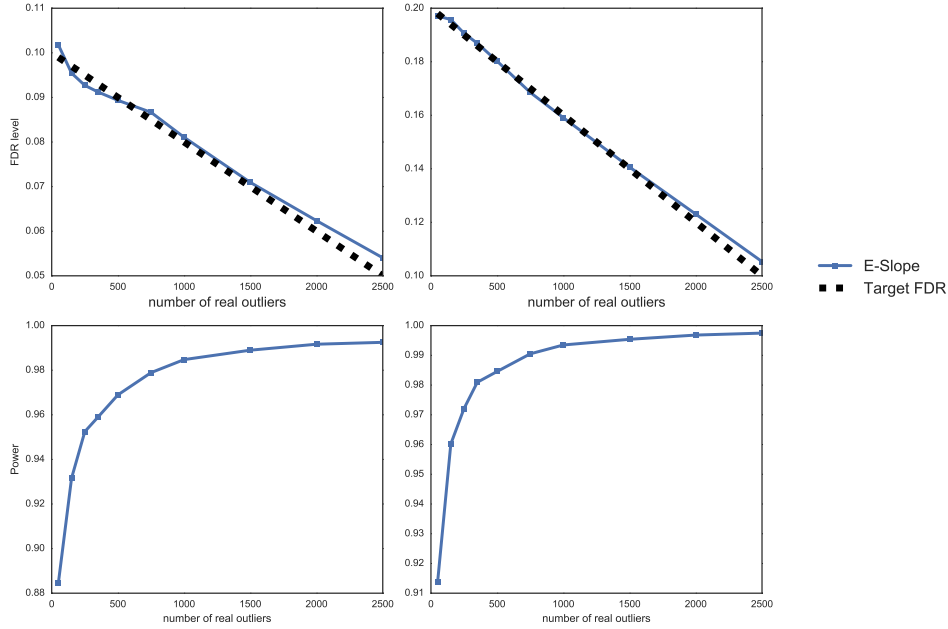 0.11
0.10
0.09
0.08
0.07
0.06
0.05
FDR level
0 500 1000 1500 2000 2500
number of real outliers
0.20
0.18
0.16
0.14
0.12
0.10
0 500 1000 1500 2000 2500
number of real outliers
E-Slope
Target FDR
1.00
0.98
0.96
0.94
0.92
0.90
0.88
Power
0 500 1000 1500 2000 2500
number of real outliers
1.00
0.99
0.98
0.97
0.96
0.95
0.94
0.93
0.92
0.91
0 500 1000 1500 2000 2500
number of real outliers